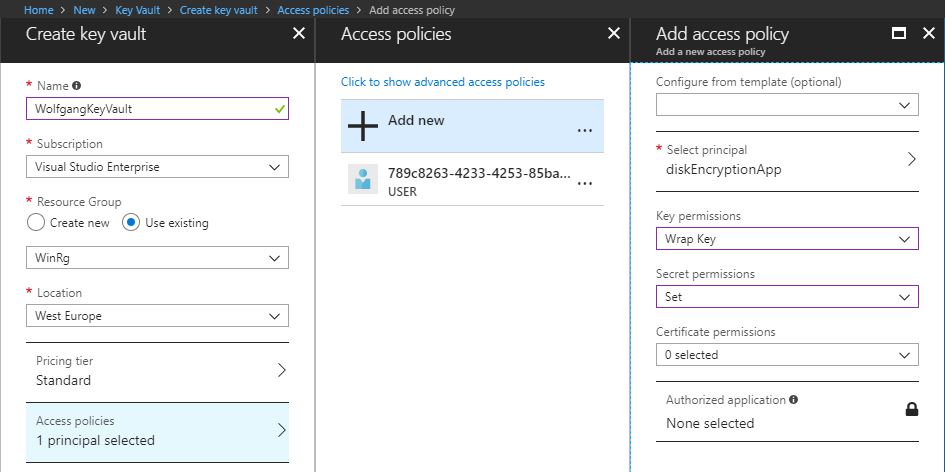 Home > New > Key Vault > Create key vault > Access policies > Add access policy
Create key vault
* Name
WolfgangKeyVault
* Subscription
Visual Studio Enterprise
* Resource Group
Create new Use existing
WinRg
* Location
West Europe
Pricing tier
Standard
Access policies
1 principal selected
Access policies
Click to show advanced access policies
Add new
...
789c8263-4233-4253-85ba...
USER
...
Add access policy
Add a new access policy
Configure from template (optional)
* Select principal
diskEncryptionApp
Key permissions
Wrap Key
Secret permissions
Set
Certificate permissions
0 selected
Authorized application
None selected